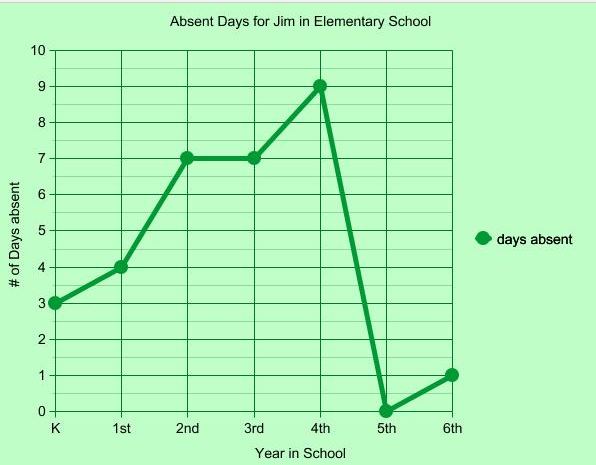 Absent Days for Jim in Elementary School
# of Days absent
10
9
8
7
6
5
4
3
2
1
0
K 1st 2nd 3rd 4th 5th 6th
Year in School
days absent